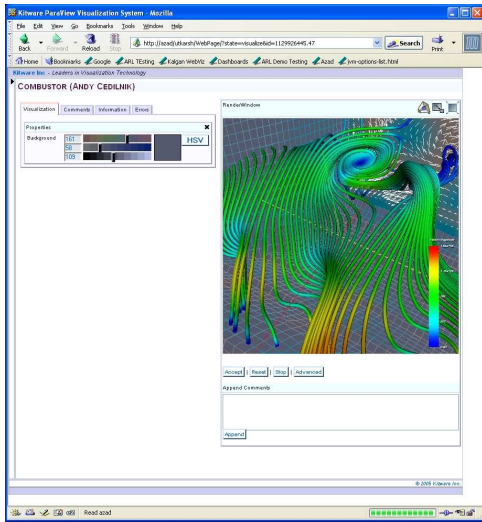 Kitware ParaView Visualization System - Mozilla
File Edit View Go Bookmarks Tools Window Help
Back Forward Reload Stop http://azad/utkarsh/WebPage/?state=visualize&id=1129926445.47 Search Print
Home Bookmarks Google ARL TEsting Kalgan WebWiz Dashboards ARL Demo Testing Azad jvm-options-list.html
Kitware Inc - Leaders in Visualization Technology
COMBUSTOR (ANDY CEDILNIK)
Visualization Comments Information Errors
Properties
Background 161 HSV
58
109
RenderWindow
Accept | Reset | Stop | Advanced
Append Comments
Append
© 2005 Kitware Inc.
Read azad